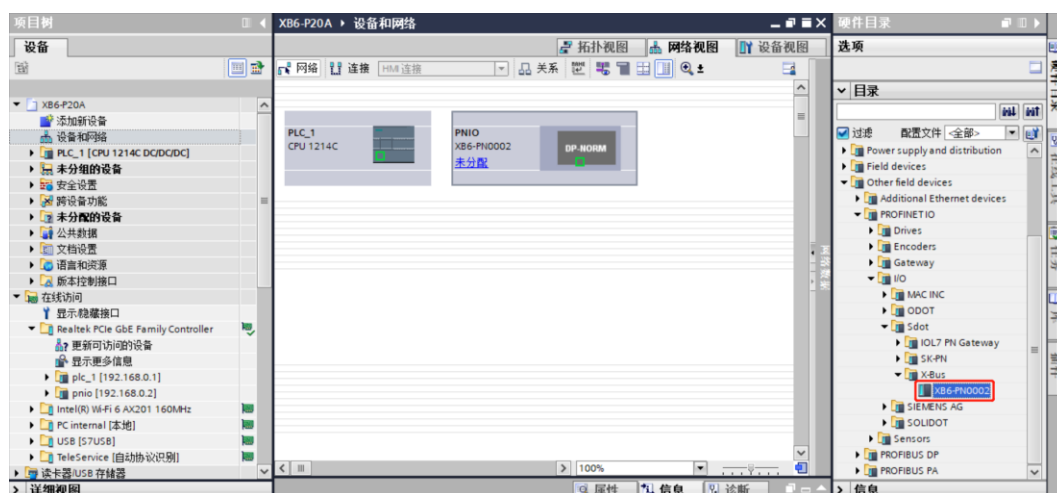 项目树
XB6-P20A ▸ 设备和网络
硬件目录
设备
拓扑视图
网络视图
设备视图
选项
网络
连接
HMI 连接
关系
目录
过滤
配置文件
<全部>
XB6-P20A
添加新设备
设备和网络
PLC_1 [CPU 1214C DC/DC/DC]
未分组的设备
安全设置
跨设备功能
未分配的设备
公共数据
文档设置
语言和资源
版本控制接口
在线访问
显示/隐藏接口
Realtek PCIe GbE Family Controller
更新可访问的设备
显示更多信息
plc_1 [192.168.0.1]
pnio [192.168.0.2]
Intel(R) Wi-Fi 6 AX201 160MHz
PC internal [本地]
USB [S7USB]
TeleService [自动协议识别]
读卡器/USB 存储器
详细视图
PLC_1
CPU 1214C
PNIO
XB6-PN0002
未分配
DP-NORM
100%
属性
信息
诊断
Power supply and distribution
Field devices
Other field devices
Additional Ethernet devices
PROFINET IO
Drives
Encoders
Gateway
I/O
MAC INC
ODOT
Sdot
IOL7 PN Gateway
SK-PN
X-Bus
XB6-PN0002
SIEMENS AG
SOLIDOT
Sensors
PROFIBUS DP
PROFIBUS PA
信息